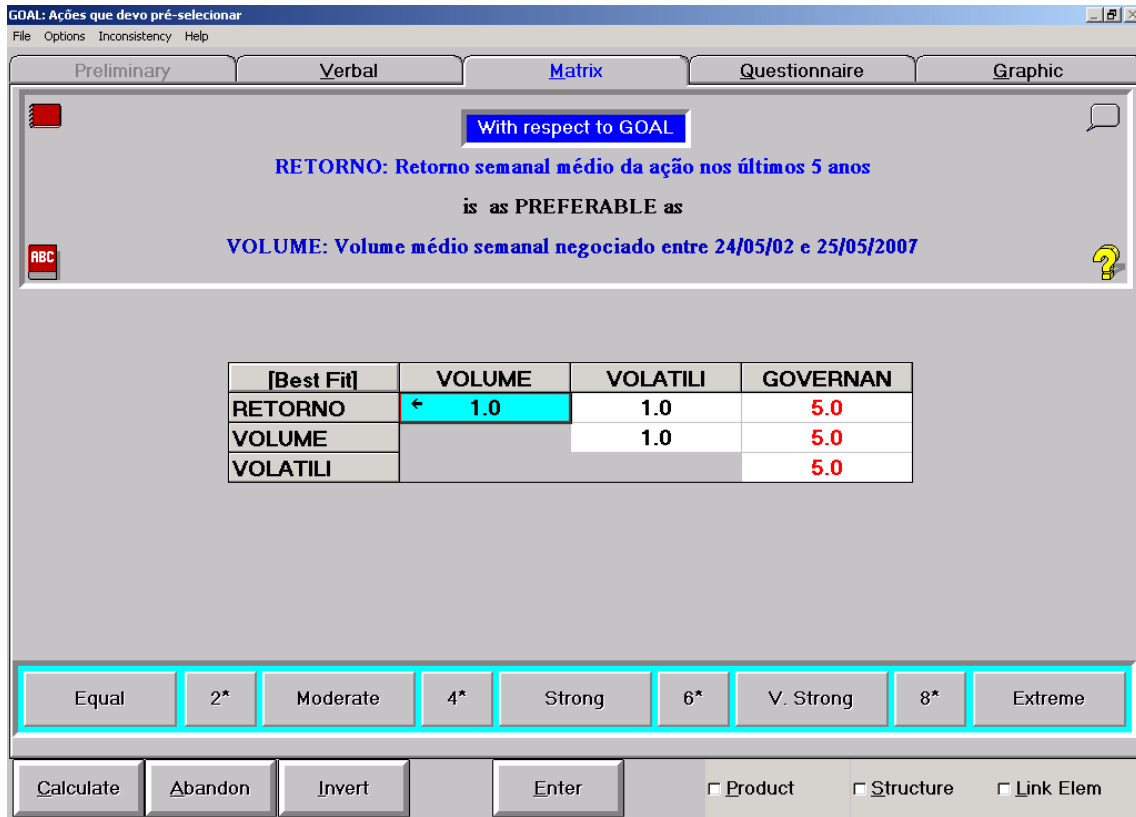 GOAL: Ações que devo pré-selecionar
File Options Inconsistency Help
Preliminary Verbal Matrix Questionnaire Graphic
With respect to GOAL
RETORNO: Retorno semanal médio da ação nos últimos 5 anos
is as PREFERABLE as
VOLUME: Volume médio semanal negociado entre 24/05/02 e 25/05/2007
ABC
[Best Fit] VOLUME VOLATILI GOVERNAN
RETORNO 1.0 1.0 5.0
VOLUME 1.0 5.0
VOLATILI 5.0
Equal 2* Moderate 4* Strong 6* V. Strong 8* Extreme
Calculate Abandon Invert Enter Product Structure Link Elem